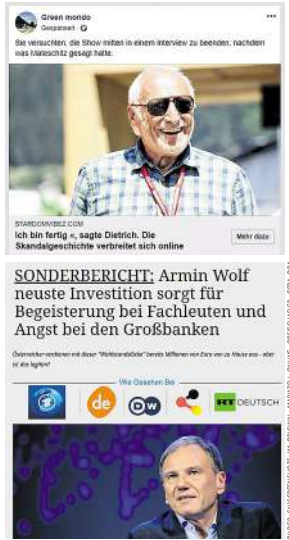 Green mondo
Gesponsert ·
Sie versuchten, die Show mitten in einem Interview zu beenden, nachdem
was Mateschitz gesagt hatte.
STARDOMVIBEZ.COM
Ich bin fertig «, sagte Dietrich. Die
Skandalgeschichte verbreitet sich online
Mehr dazu
SONDERBERICHT: Armin Wolf
neuste Investition sorgt für
Begeisterung bei Fachleuten und
Angst bei den Großbanken
Österreicher verdienen mit dieser "Wohlstandslücke" bereits Millionen von Euro von zu Hause aus - aber
ist das legitim?
Wie Gesehen Bei
de
DW
RT DEUTSCH